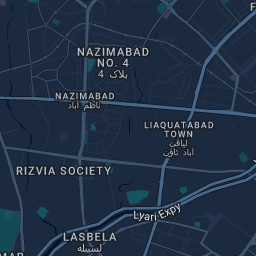 F
NAZIMABAD
NO. 4
بلاک 4
NAZIMABAD
ناظم آباد
LIAQUATABAD
TOWN
لیاقت
آباد ٹاؤن
RIZVIA SOCIETY
Lyari Expy
LASBELA
لسبیلہ
MAR